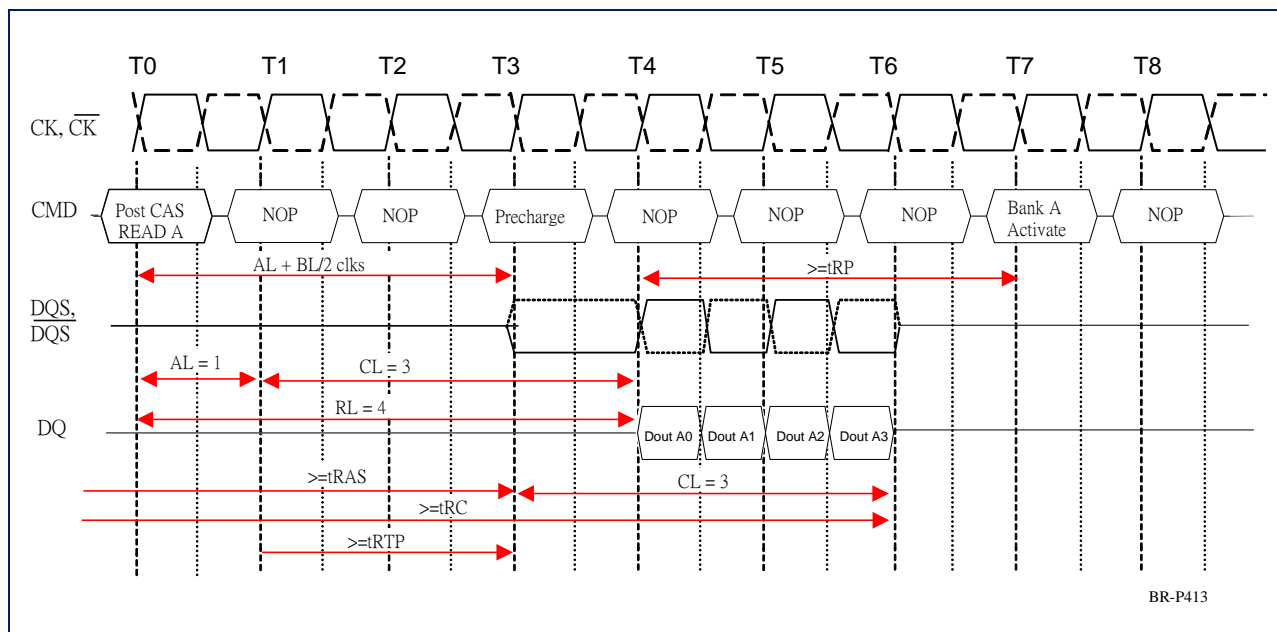 T0 T1 T2 T3 T4 T5 T6 T7 T8
CK, CK
CMD Post CAS READ A NOP NOP Precharge NOP NOP NOP Bank A Activate NOP
AL + BL/2 clks >=tRP
DQS,
DQS
AL = 1 CL = 3
RL = 4
DQ Dout A0 Dout A1 Dout A2 Dout A3
>=tRAS CL = 3
>=tRC
>=tRTP
BR-P413